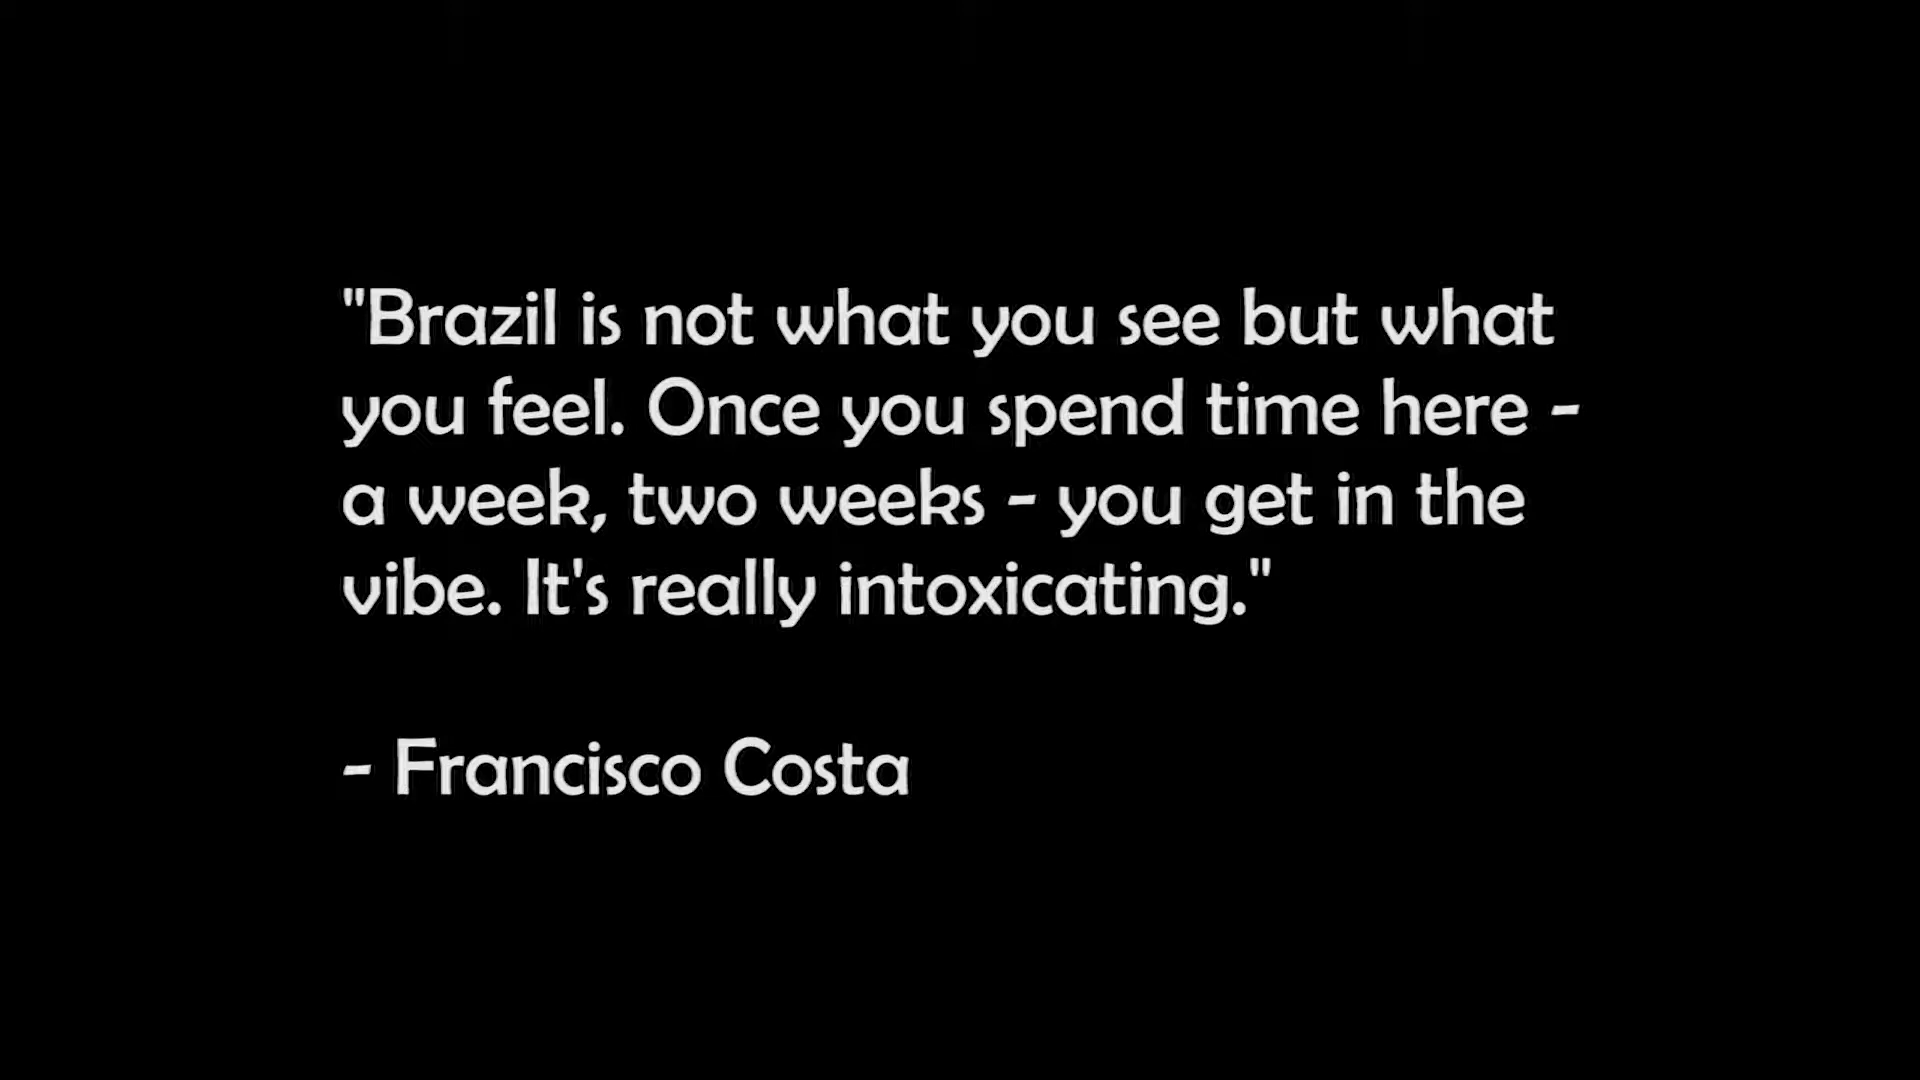 "Brazil is not what you see but what
you feel. Once you spend time here -
a week, two weeks - you get in the
vibe. It's really intoxicating."
- Francisco Costa